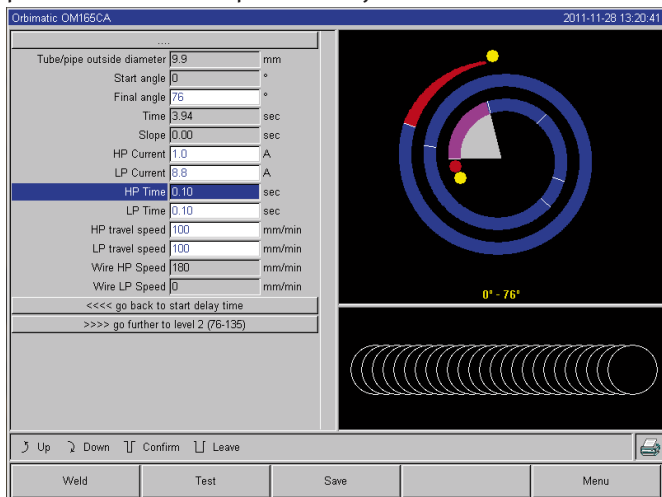 Orbimatic OM165CA 2011-11-28 13:20:41
....
Tube/pipe outside diameter 9.9 mm
Start angle 0 °
Final angle 76 °
Time 3.94 sec
Slope 0.00 sec
HP Current 1.0 A
LP Current 8.8 A
HP Time 0.10 sec
LP Time 0.10 sec
HP travel speed 100 mm/min
LP travel speed 100 mm/min
Wire HP Speed 180 mm/min
Wire LP Speed 0 mm/min
<<<< go back to start delay time
>>>> go further to level 2 (76-135)
0° - 76°
Up Down Confirm Leave
Weld Test Save Menu